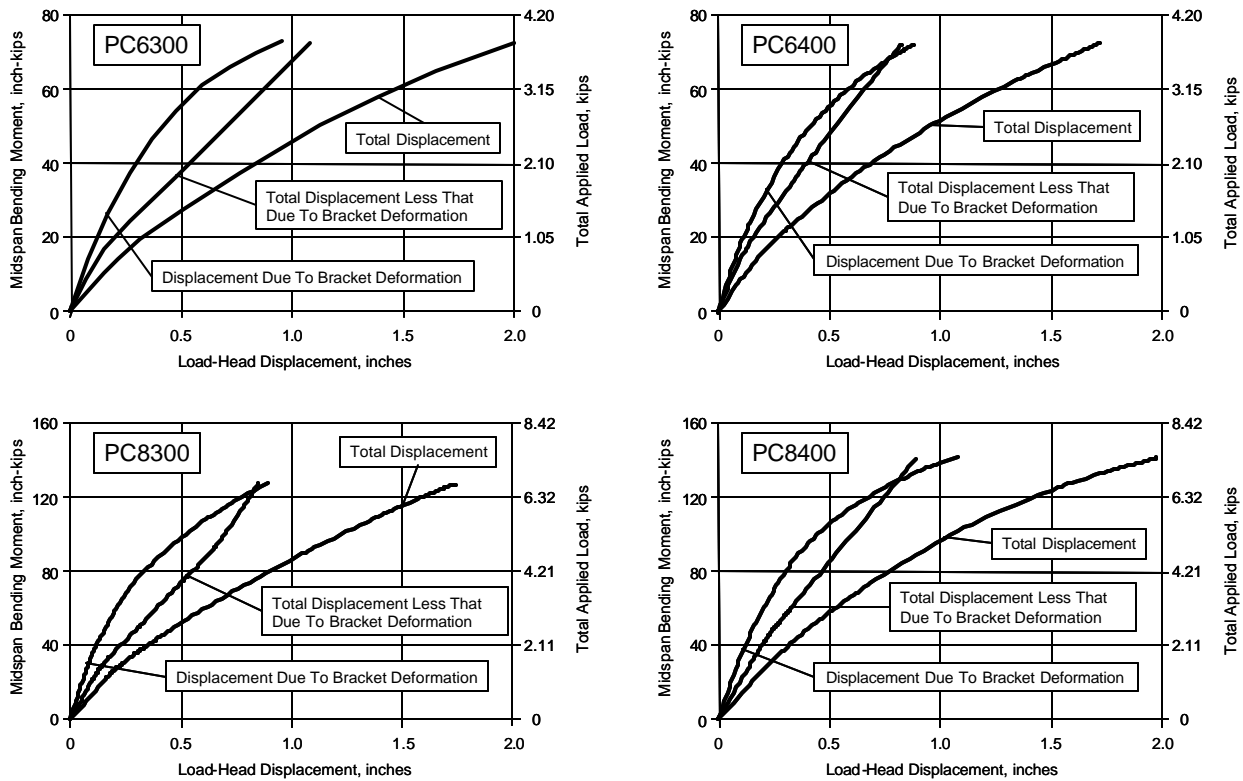 PC6300
Midspan Bending Moment, inch-kips
80
60
40
20
0
4.20
3.15
2.10
1.05
0
Total Applied Load, kips
Total Displacement
Total Displacement Less That
Due To Bracket Deformation
Displacement Due To Bracket Deformation
0
0.5
1.0
1.5
2.0
Load-Head Displacement, inches
PC6400
Midspan Bending Moment, inch-kips
80
60
40
20
0
4.20
3.15
2.10
1.05
0
Total Applied Load, kips
Total Displacement
Total Displacement Less That
Due To Bracket Deformation
Displacement Due To Bracket Deformation
0
0.5
1.0
1.5
2.0
Load-Head Displacement, inches
PC8300
Midspan Bending Moment, inch-kips
160
120
80
40
0
8.42
6.32
4.21
2.11
0
Total Applied Load, kips
Total Displacement
Total Displacement Less That
Due To Bracket Deformation
Displacement Due To Bracket Deformation
0
0.5
1.0
1.5
2.0
Load-Head Displacement, inches
PC8400
Midspan Bending Moment, inch-kips
160
120
80
40
0
8.42
6.32
4.21
2.11
0
Total Applied Load, kips
Total Displacement
Total Displacement Less That
Due To Bracket Deformation
Displacement Due To Bracket Deformation
0
0.5
1.0
1.5
2.0
Load-Head Displacement, inches